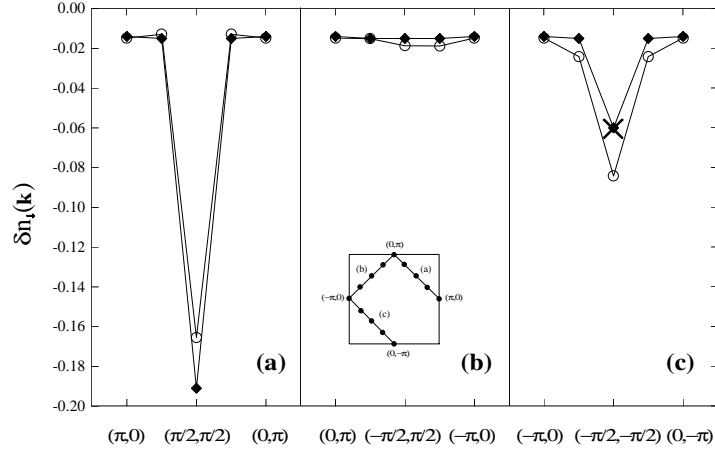 0.00
-0.02
-0.04
-0.06
-0.08
-0.10
-0.12
-0.14
-0.16
-0.18
-0.20
δn↓(k)
(a)
(b)
(c)
(0,π)
(b)
(a)
(−π,0)
(π,0)
(c)
(0,−π)
(π,0) (π/2,π/2) (0,π) (0,π) (−π/2,π/2) (−π,0) (−π,0) (−π/2,−π/2) (0,−π)